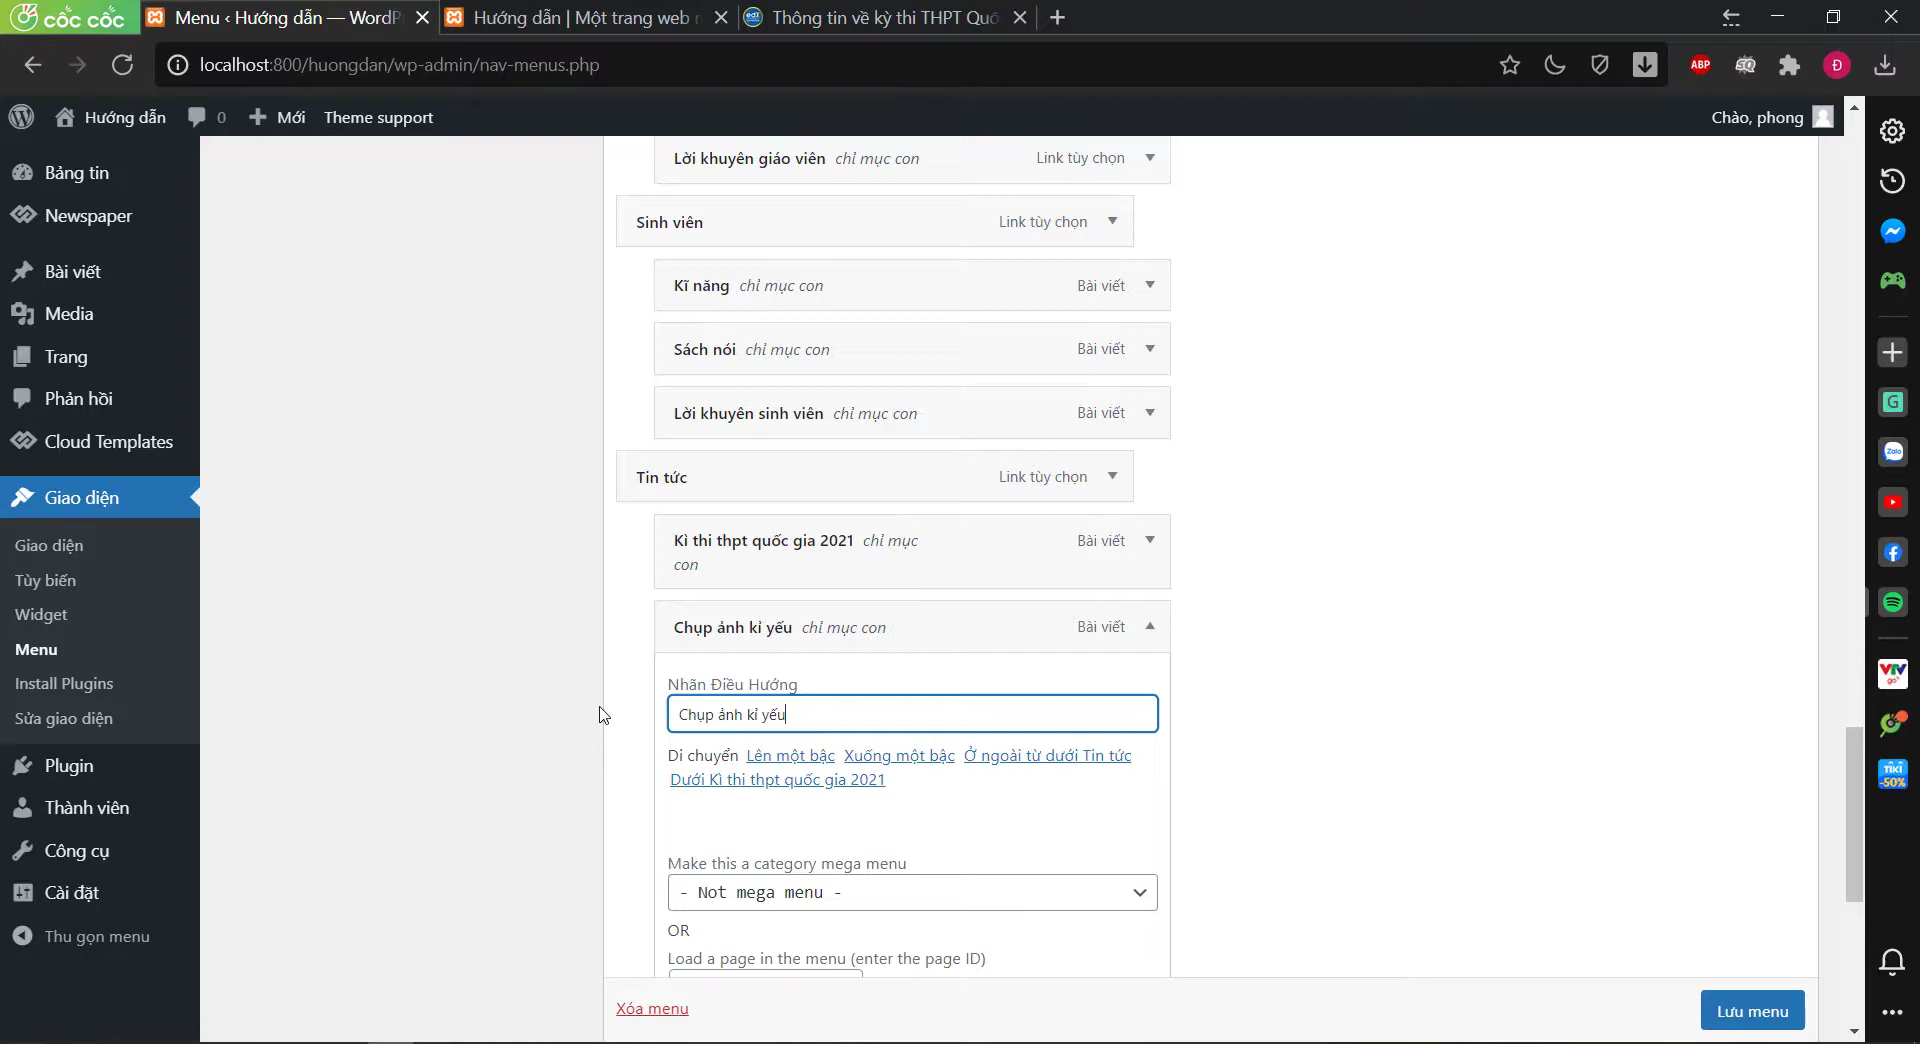 cốc cốc
Menu ‹ Hướng dẫn — WordP
Hướng dẫn | Một trang web
Thông tin về kỳ thi THPT Quố
localhost:800/huongdan/wp-admin/nav-menus.php
ABP
Đ
Hướng dẫn
0
Mới
Theme support
Chào, phong
Bảng tin
Newspaper
Bài viết
Media
Trang
Phản hồi
Cloud Templates
Giao diện
Giao diện
Tùy biến
Widget
Menu
Install Plugins
Sửa giao diện
Plugin
Thành viên
Công cụ
Cài đặt
Thu gọn menu
Lời khuyên giáo viên chỉ mục con Link tùy chọn
Sinh viên Link tùy chọn
Kĩ năng chỉ mục con Bài viết
Sách nói chỉ mục con Bài viết
Lời khuyên sinh viên chỉ mục con Bài viết
Tin tức Link tùy chọn
Kì thi thpt quốc gia 2021 chỉ mục Bài viết
con
Chụp ảnh kỉ yếu chỉ mục con Bài viết
Nhãn Điều Hướng
Chụp ảnh kỉ yếu
Di chuyển Lên một bậc Xuống một bậc Ở ngoài từ dưới Tin tức
Dưới Kì thi thpt quốc gia 2021
Make this a category mega menu
- Not mega menu -
OR
Load a page in the menu (enter the page ID)
Xóa menu
Lưu menu
G
Zalo
VTV
go
TIKI
-50%